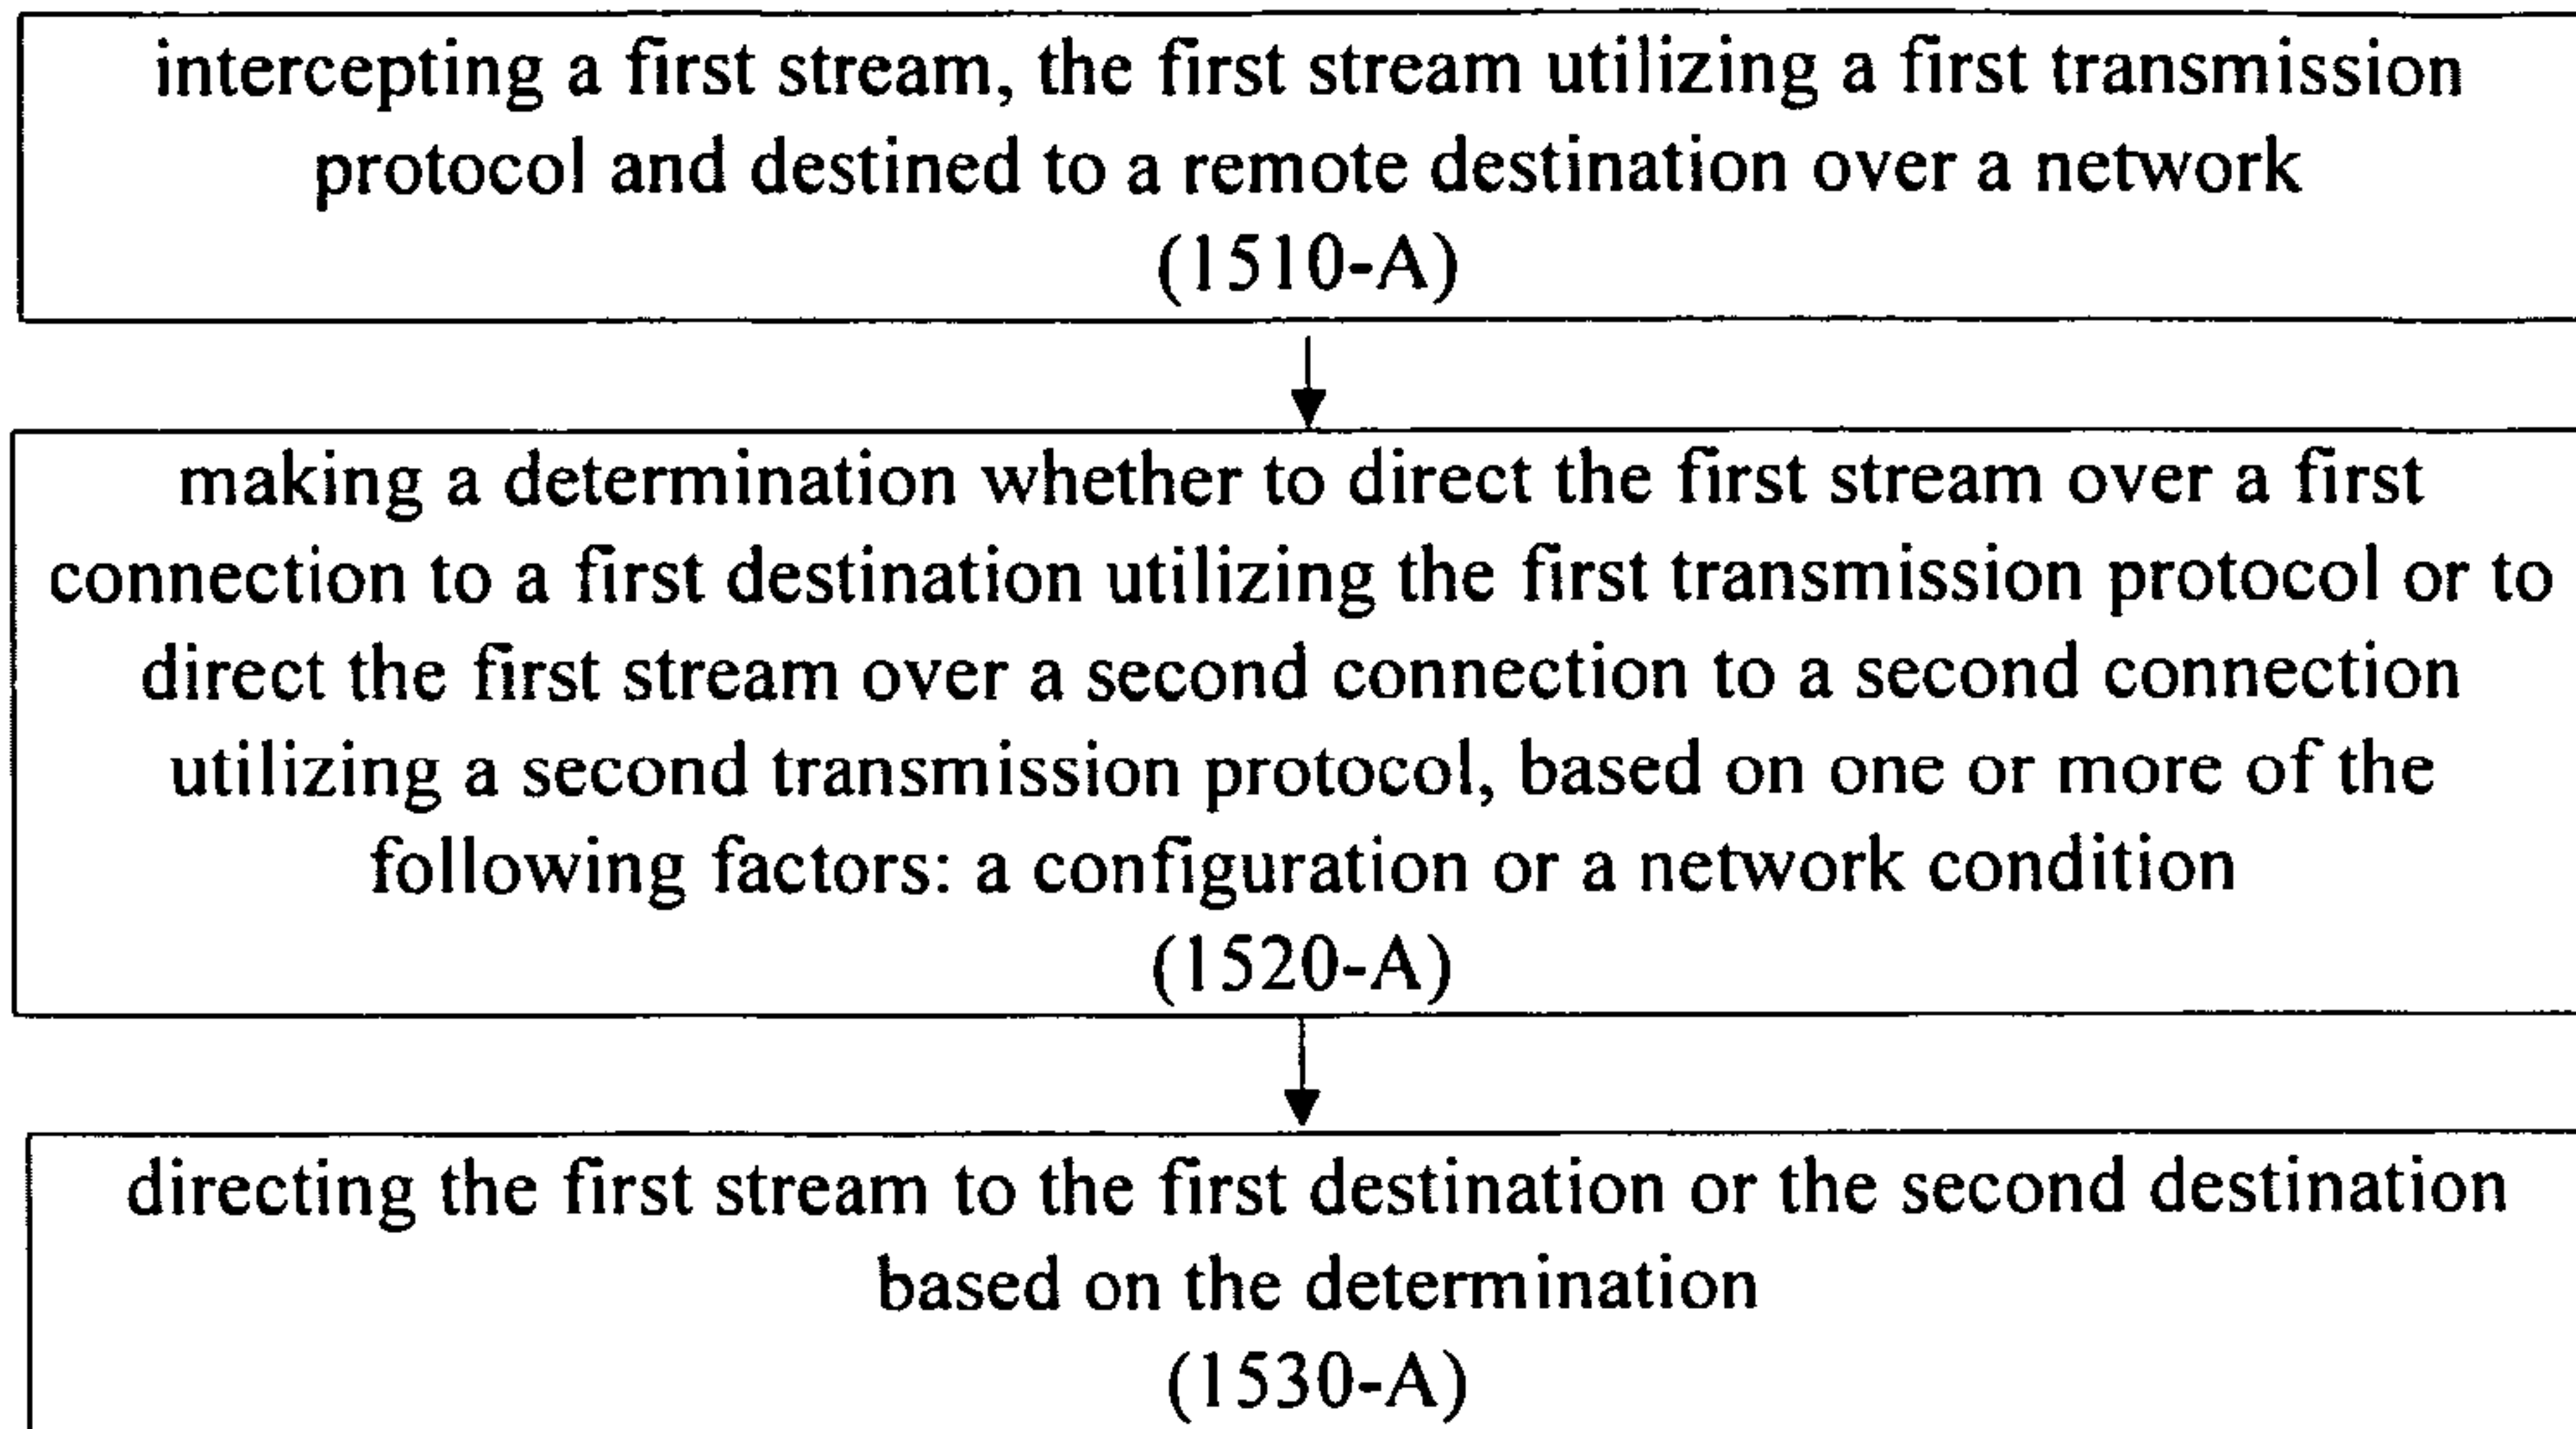 intercepting a first stream, the first stream utilizing a first transmission
protocol and destined to a remote destination over a network
(1510-A)
making a determination whether to direct the first stream over a first
connection to a first destination utilizing the first transmission protocol or to
direct the first stream over a second connection to a second connection
utilizing a second transmission protocol, based on one or more of the
following factors: a configuration or a network condition
(1520-A)
directing the first stream to the first destination or the second destination
based on the determination
(1530-A)